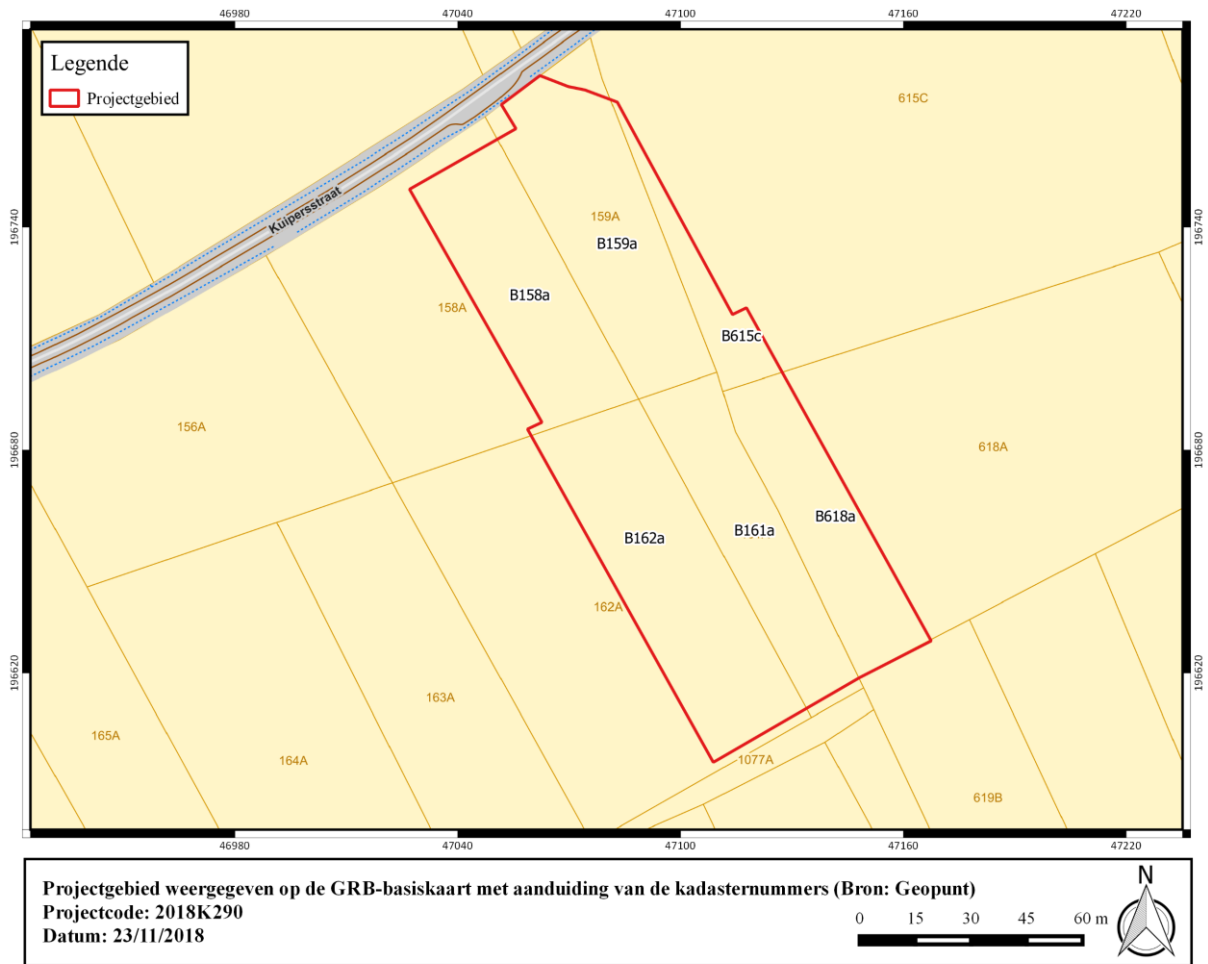 46980 47040 47100 47160 47220
Legende
Projectgebied
615C
Kuipersstraat
196740 196740
159A
B159a
B158a
158A
B615c
156A
618A
196680 196680
B618a
B161a
B162a
162A
196620 196620
163A
165A
164A
1077A
619B
46980 47040 47100 47160 47220
Projectgebied weergegeven op de GRB-basiskaart met aanduiding van de kadasternummers (Bron: Geopunt)
Projectcode: 2018K290
Datum: 23/11/2018
0 15 30 45 60 m
N